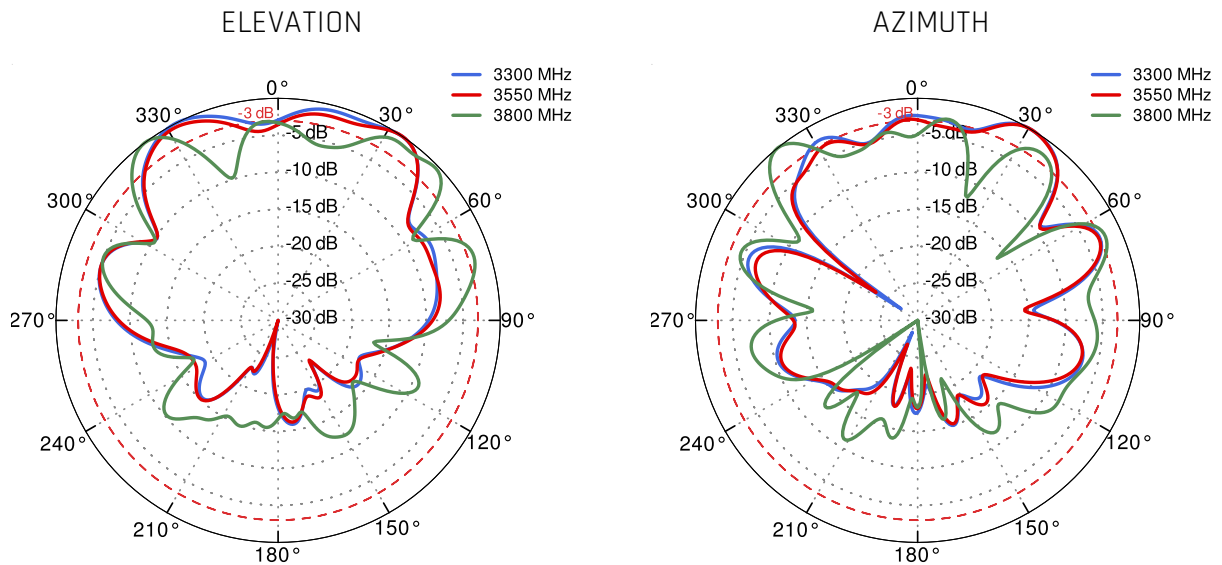 ELEVATION
3300 MHz
3550 MHz
3800 MHz
0°
30°
60°
90°
120°
150°
180°
210°
240°
270°
300°
330°
-3 dB
-5 dB
-10 dB
-15 dB
-20 dB
-25 dB
-30 dB
AZIMUTH
3300 MHz
3550 MHz
3800 MHz
0°
30°
60°
90°
120°
150°
180°
210°
240°
270°
300°
330°
-3 dB
-5 dB
-10 dB
-15 dB
-20 dB
-25 dB
-30 dB